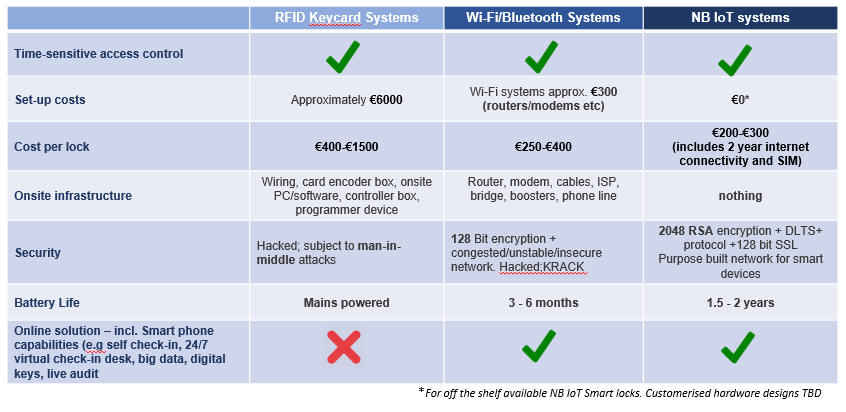 RFID Keycard Systems
Wi-Fi/Bluetooth Systems
NB IoT systems
Time-sensitive access control
Set-up costs
Approximately €6000
Wi-Fi systems approx. €300
(routers/modems etc)
€0*
Cost per lock
€400-€1500
€250-€400
€200-€300
(includes 2 year internet
connectivity and SIM)
Onsite infrastructure
Wiring, card encoder box, onsite
PC/software, controller box,
programmer device
Router, modem, cables, ISP,
bridge, boosters, phone line
nothing
Security
Hacked; subject to man-in-
middle attacks
128 Bit encryption +
congested/unstable/insecure
network. Hacked;KRACK
2048 RSA encryption + DLTS+
protocol +128 bit SSL
Purpose built network for smart
devices
Battery Life
Mains powered
3 - 6 months
1.5 - 2 years
Online solution – incl. Smart phone
capabilities (e.g self check-in, 24/7
virtual check-in desk, big data, digital
keys, live audit
*For off the shelf available NB IoT Smart locks. Customerised hardware designs TBD